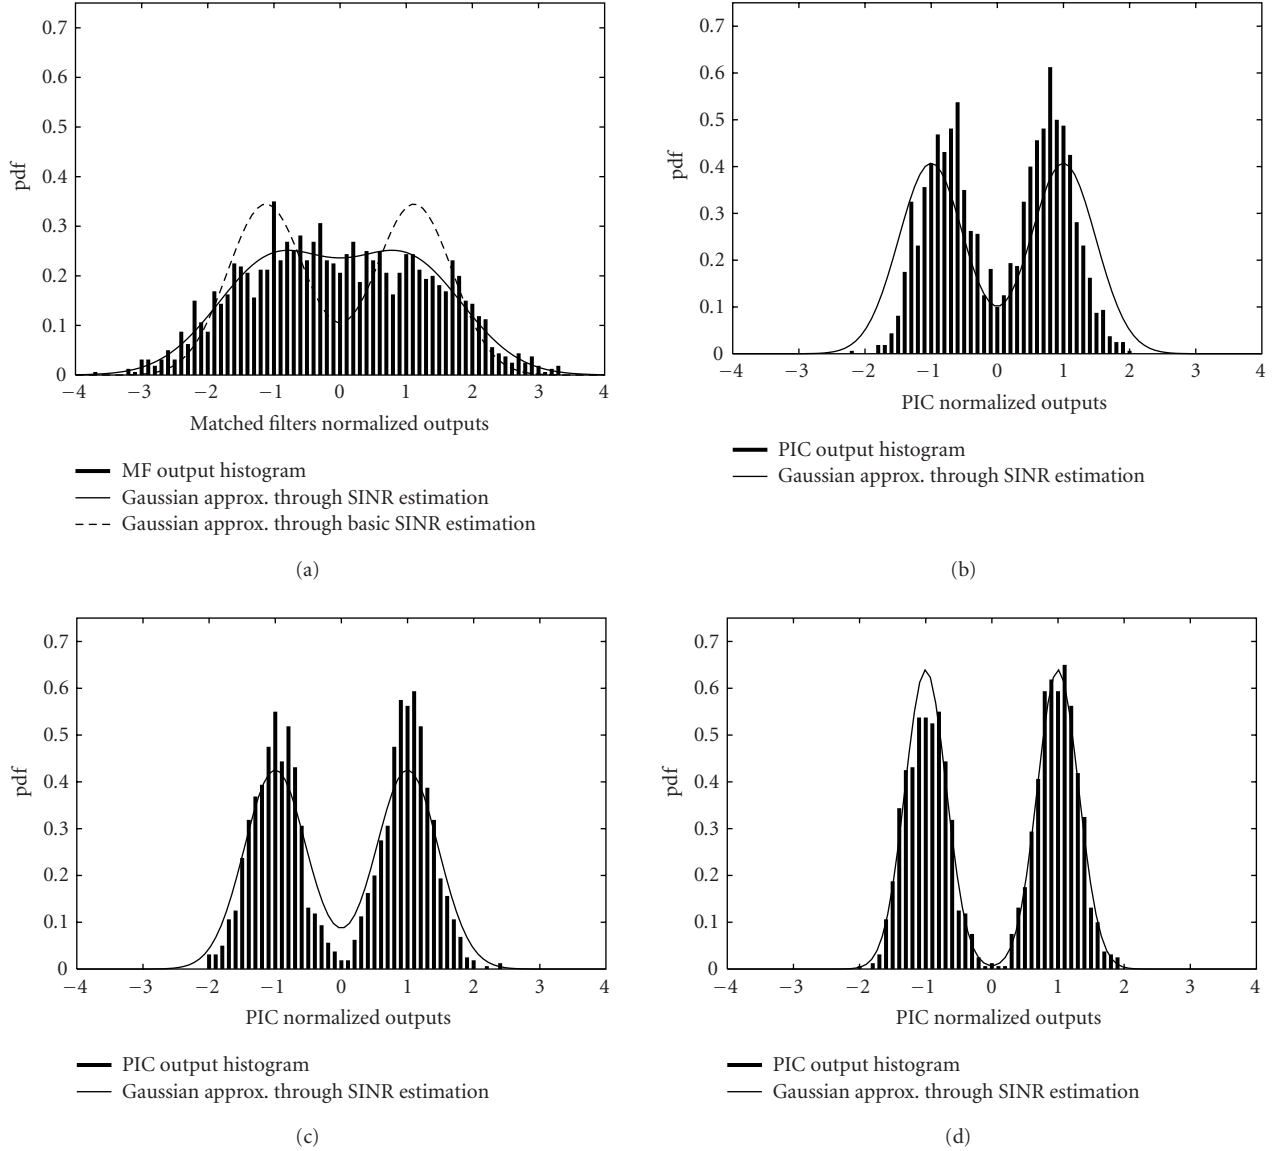 0.7
0.6
0.5
0.4
0.3
0.2
0.1
0
pdf
−4 −3 −2 −1 0 1 2 3 4
Matched filters normalized outputs
MF output histogram
Gaussian approx. through SINR estimation
Gaussian approx. through basic SINR estimation
(a)
0.7
0.6
0.5
0.4
0.3
0.2
0.1
0
pdf
−4 −3 −2 −1 0 1 2 3 4
PIC normalized outputs
PIC output histogram
Gaussian approx. through SINR estimation
(b)
0.7
0.6
0.5
0.4
0.3
0.2
0.1
0
pdf
−4 −3 −2 −1 0 1 2 3 4
PIC normalized outputs
PIC output histogram
Gaussian approx. through SINR estimation
(c)
0.7
0.6
0.5
0.4
0.3
0.2
0.1
0
pdf
−4 −3 −2 −1 0 1 2 3 4
PIC normalized outputs
PIC output histogram
Gaussian approx. through SINR estimation
(d)